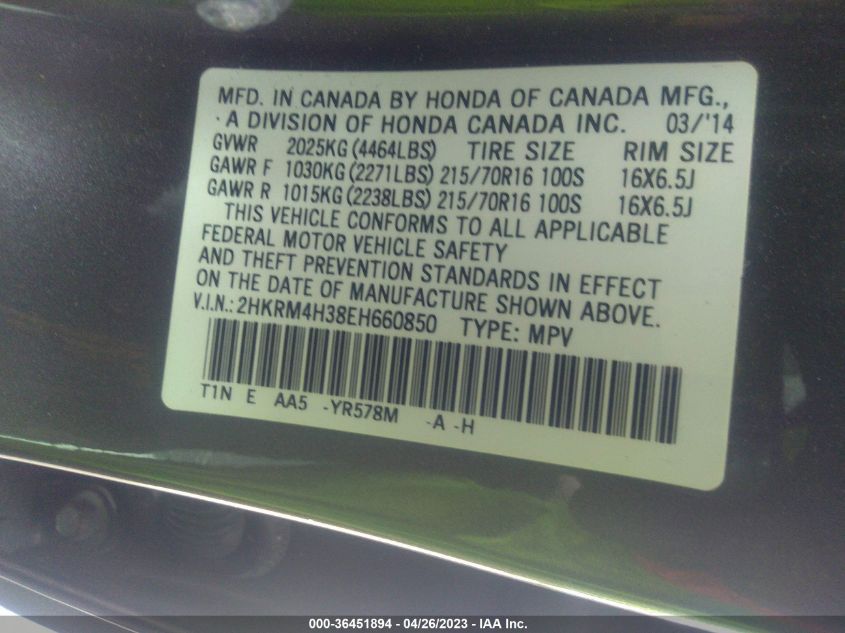 MFD. IN CANADA BY HONDA OF CANADA MFG.,
· A DIVISION OF HONDA CANADA INC. 03/'14
GVWR 2025KG (4464LBS) TIRE SIZE RIM SIZE
GAWR F 1030KG (2271LBS) 215/70R16 100S 16X6.5J
GAWR R 1015KG (2238LBS) 215/70R16 100S 16X6.5J
THIS VEHICLE CONFORMS TO ALL APPLICABLE
FEDERAL MOTOR VEHICLE SAFETY
AND THEFT PREVENTION STANDARDS IN EFFECT
ON THE DATE OF MANUFACTURE SHOWN ABOVE.
V.I.N.: 2HKRM4H38EH660850 TYPE: MPV
T1N E AA5 -YR578M -A -H
000-36451894 - 04/26/2023 - IAA Inc.